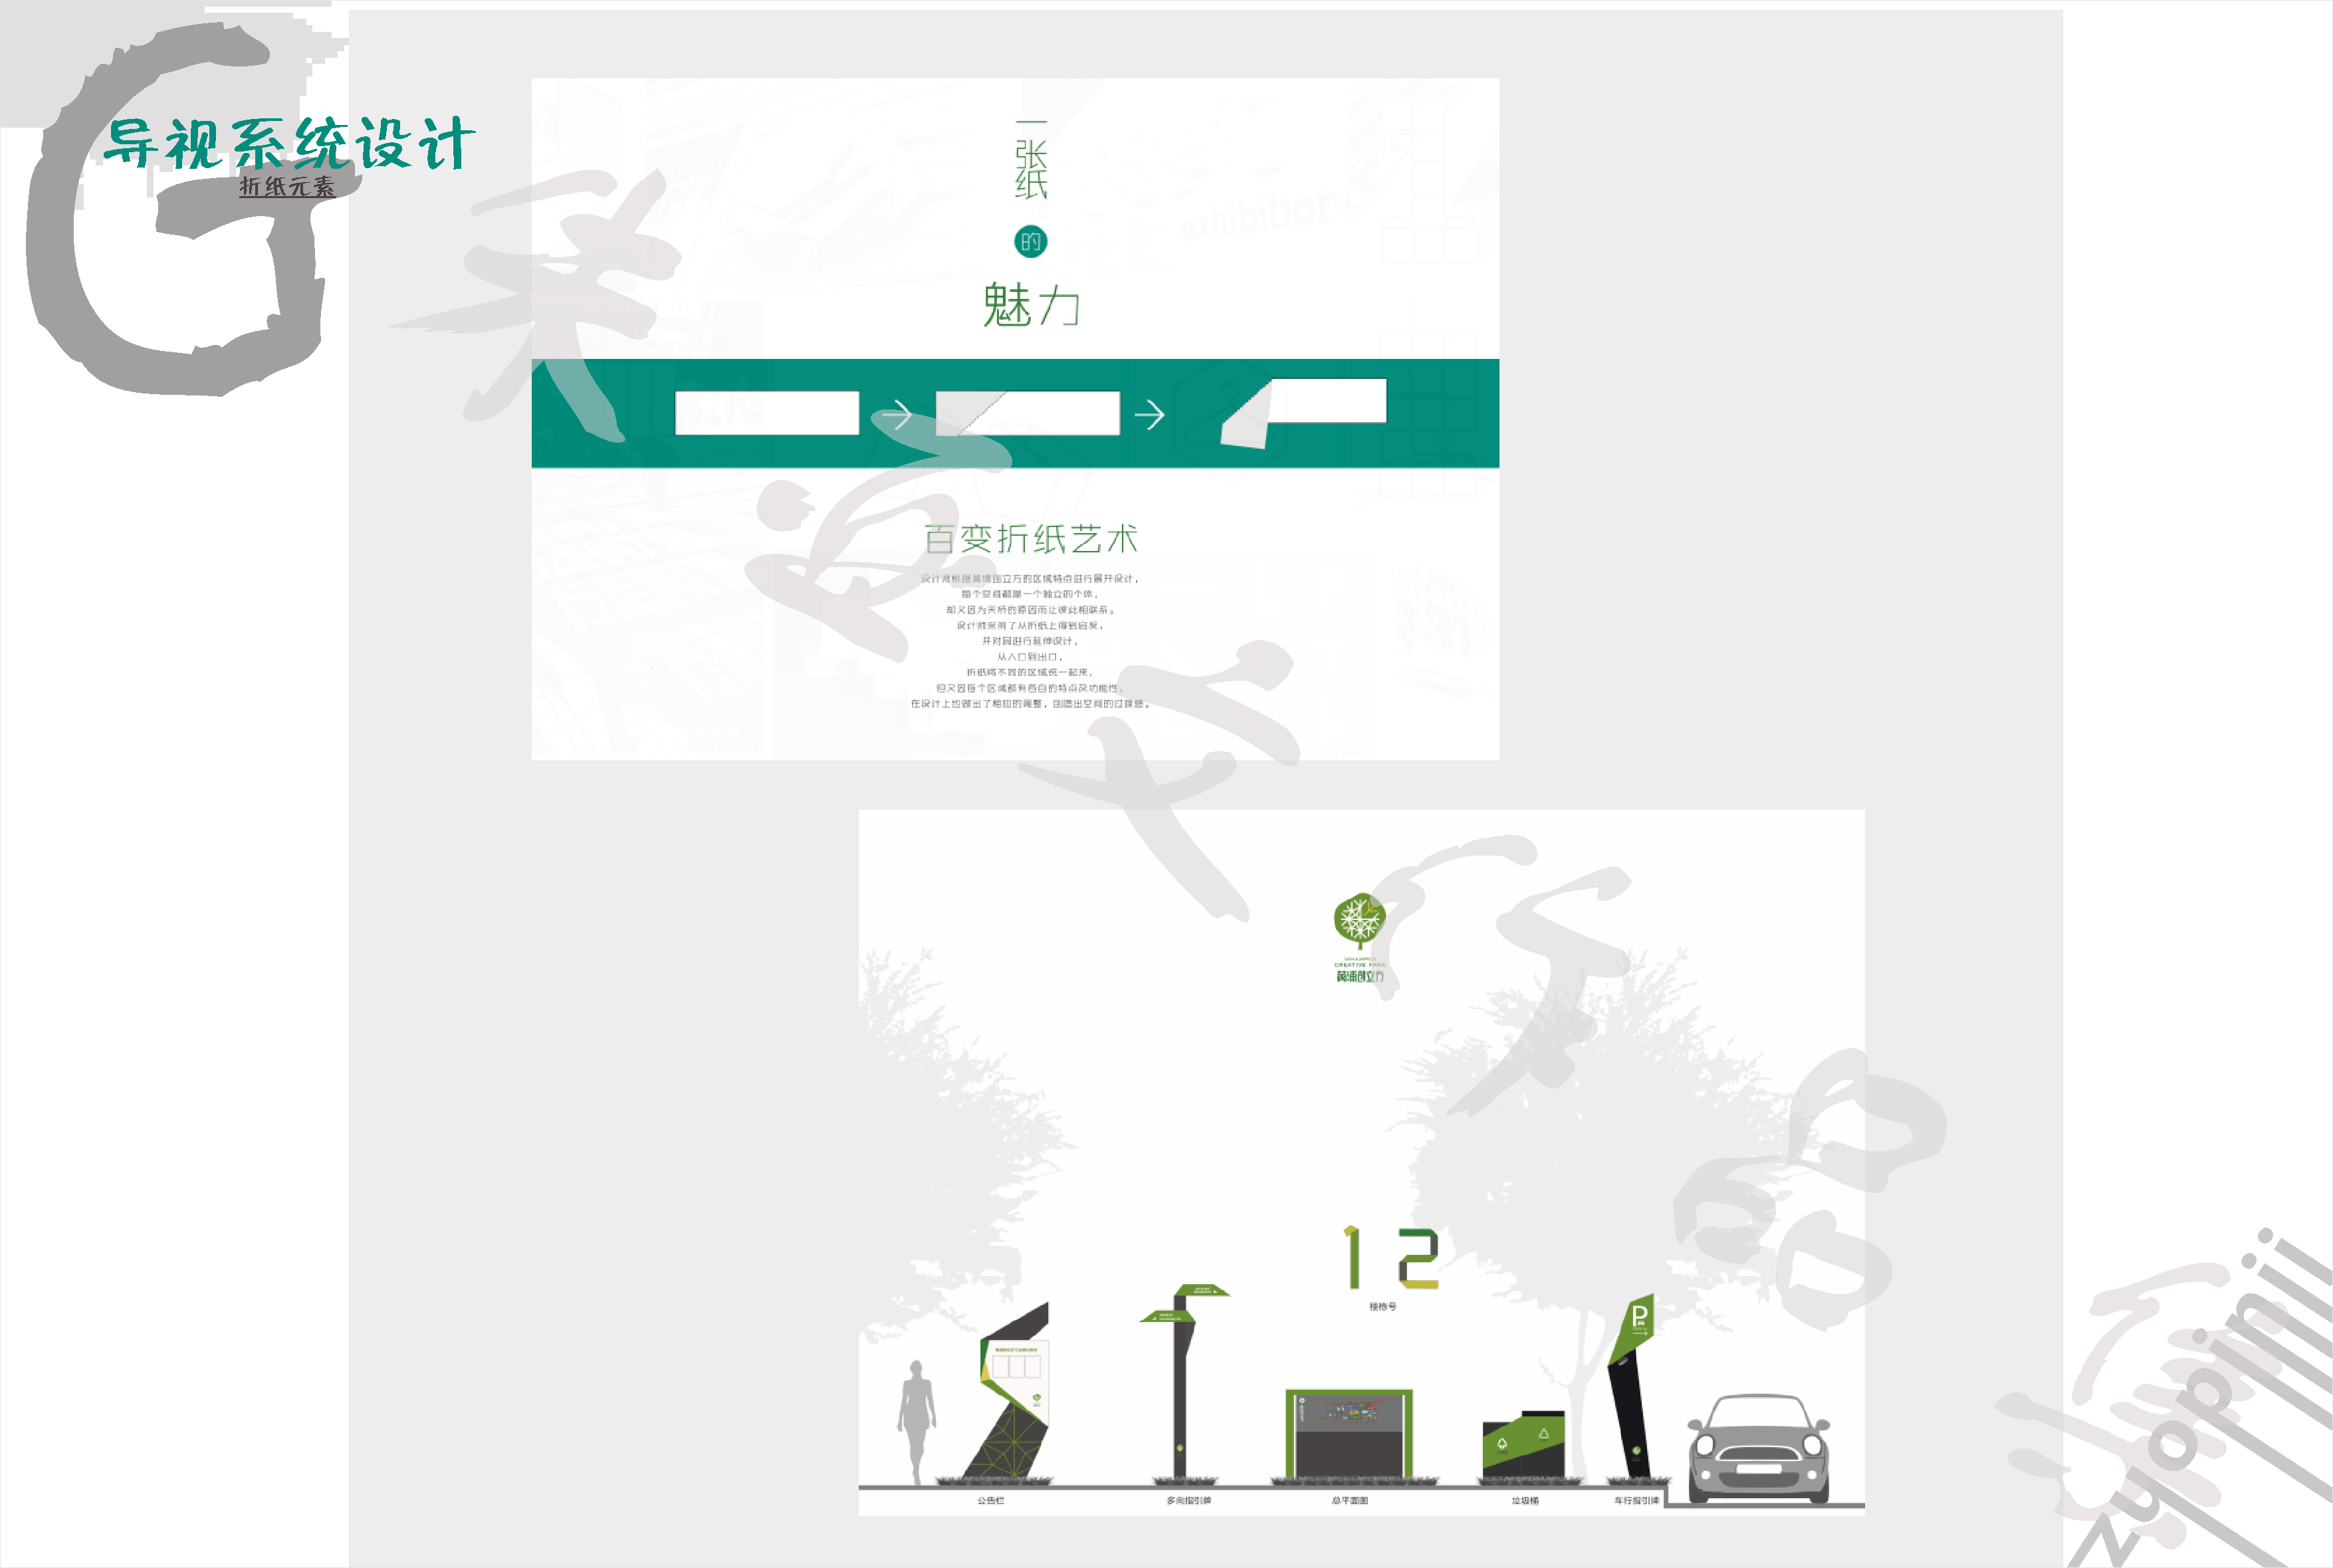 导视系统设计
折纸元素
一张纸
的
魅力
exhibition
百变折纸艺术
设计师根据黄埔创立方的区域特点进行展开设计，
每个空间都是一个独立的个体，
却又因为天桥的原因而让彼此相联系。
设计师采用了从折纸上得到启发，
并对园进行延伸设计，
从入口到出口，
折纸将不同的区域统一起来，
但又因每个区域都有各自的特点及功能性，
在设计上也做出了相应的调整，创造出空间的过渡感。
WHAMPOA
CREATIVE PARK
黄埔创立方
12
楼栋号
P
公告栏
多向指引牌
总平面图
垃圾桶
车行指引牌